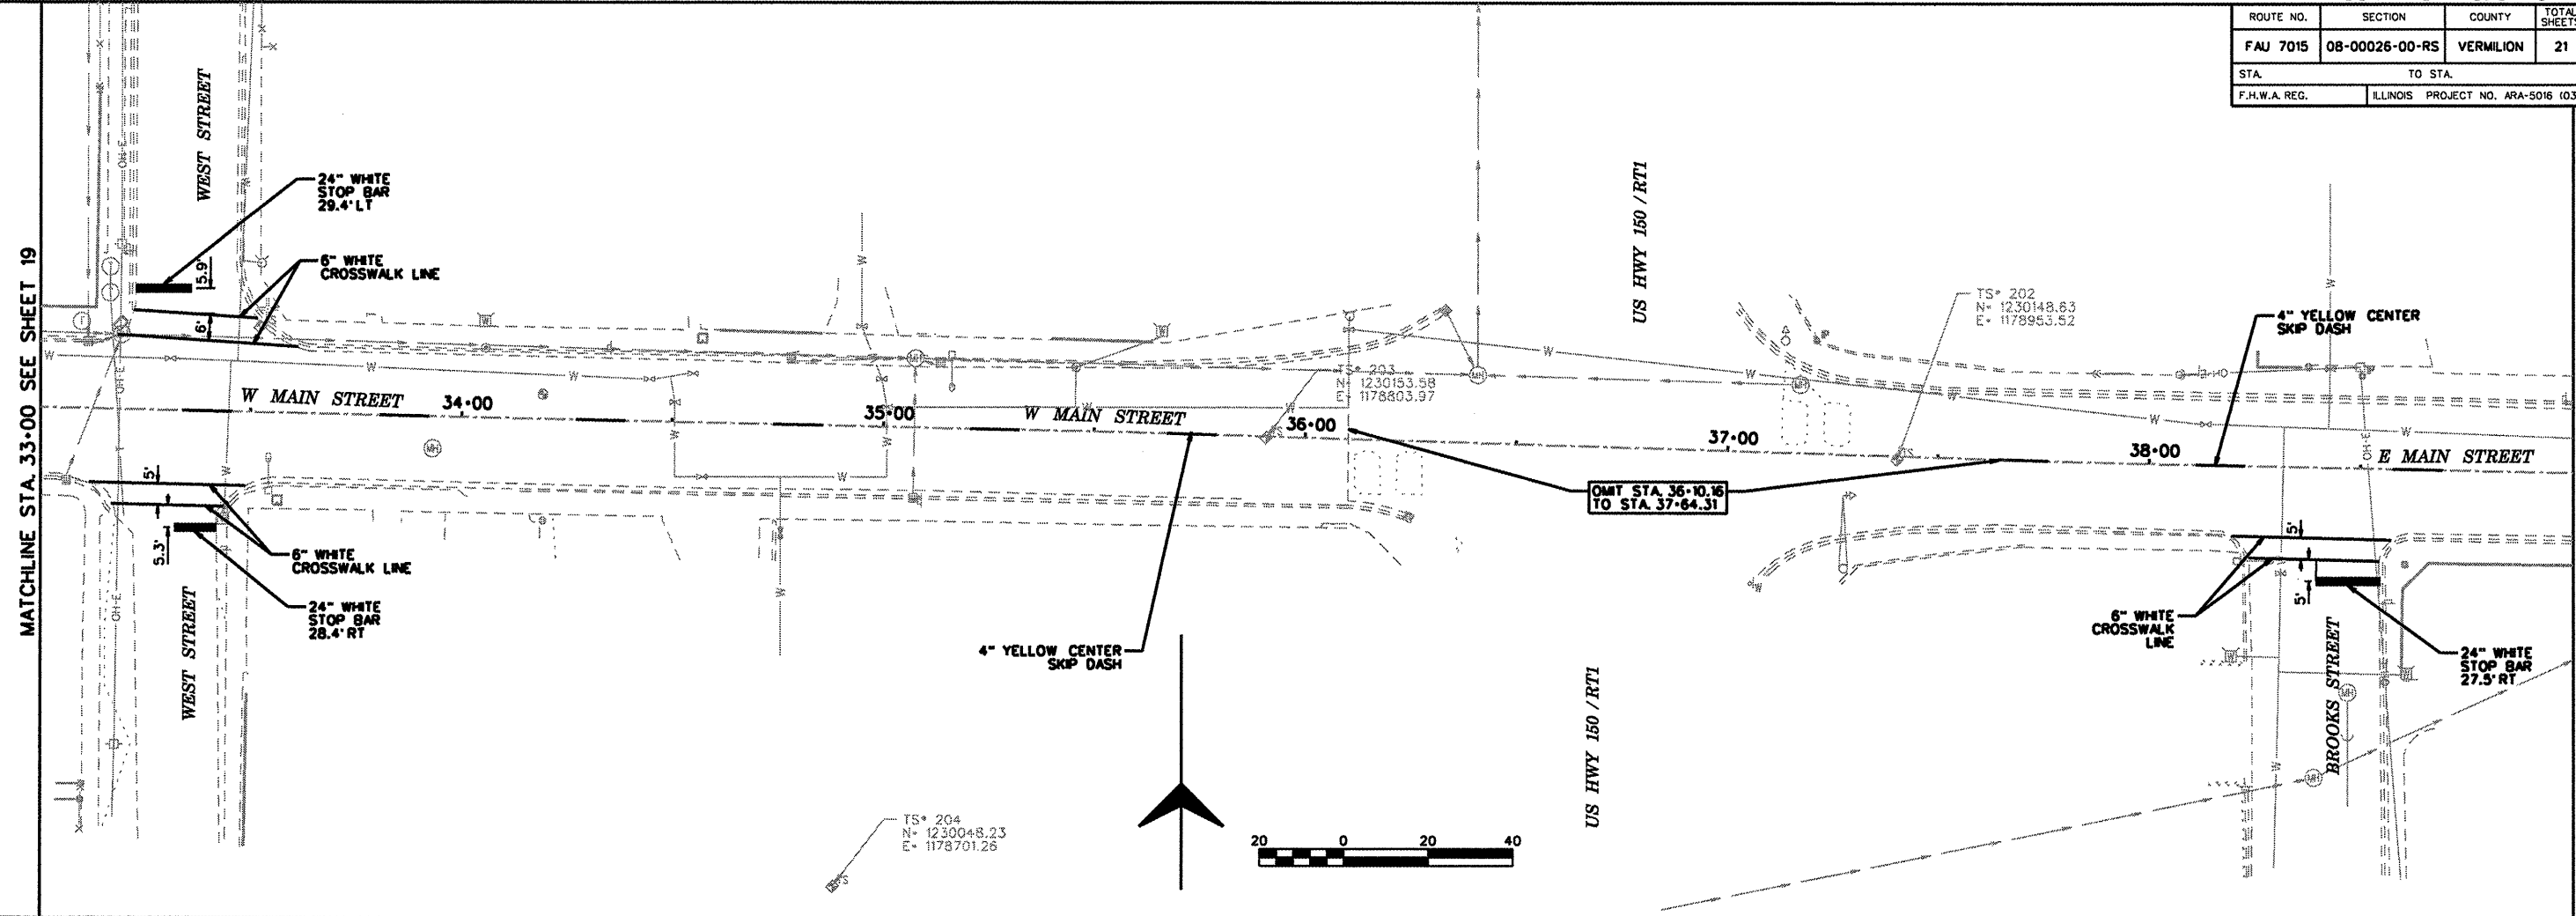 ROUTE NO. SECTION COUNTY TOTAL SHEETS
FAU 7015 08-00026-00-RS VERMILION 21
STA. TO STA.
F.H.W.A. REG. ILLINOIS PROJECT NO. ARA-5016 (03
MATCHLINE STA. 33+00 SEE SHEET 19
WEST STREET
24" WHITE
STOP BAR
29.4' LT
5.9'
6" WHITE
CROSSWALK LINE
6'
US HWY 150 / RT1
TS# 202
N= 1230148.63
E= 1178953.52
4" YELLOW CENTER
SKIP DASH
TS# 203
N= 1230153.58
E= 1178803.97
W MAIN STREET
34+00
35+00
W MAIN STREET
36+00
37+00
38+00
E MAIN STREET
OMIT STA. 36+10.16
TO STA. 37+64.31
5'
5.3'
6" WHITE
CROSSWALK LINE
24" WHITE
STOP BAR
28.4' RT
WEST STREET
4" YELLOW CENTER
SKIP DASH
US HWY 150 / RT1
5'
5'
6" WHITE
CROSSWALK
LINE
24" WHITE
STOP BAR
27.5' RT
BROOKS STREET
TS# 204
N= 1230048.23
E= 1178701.26
20 0 20 40